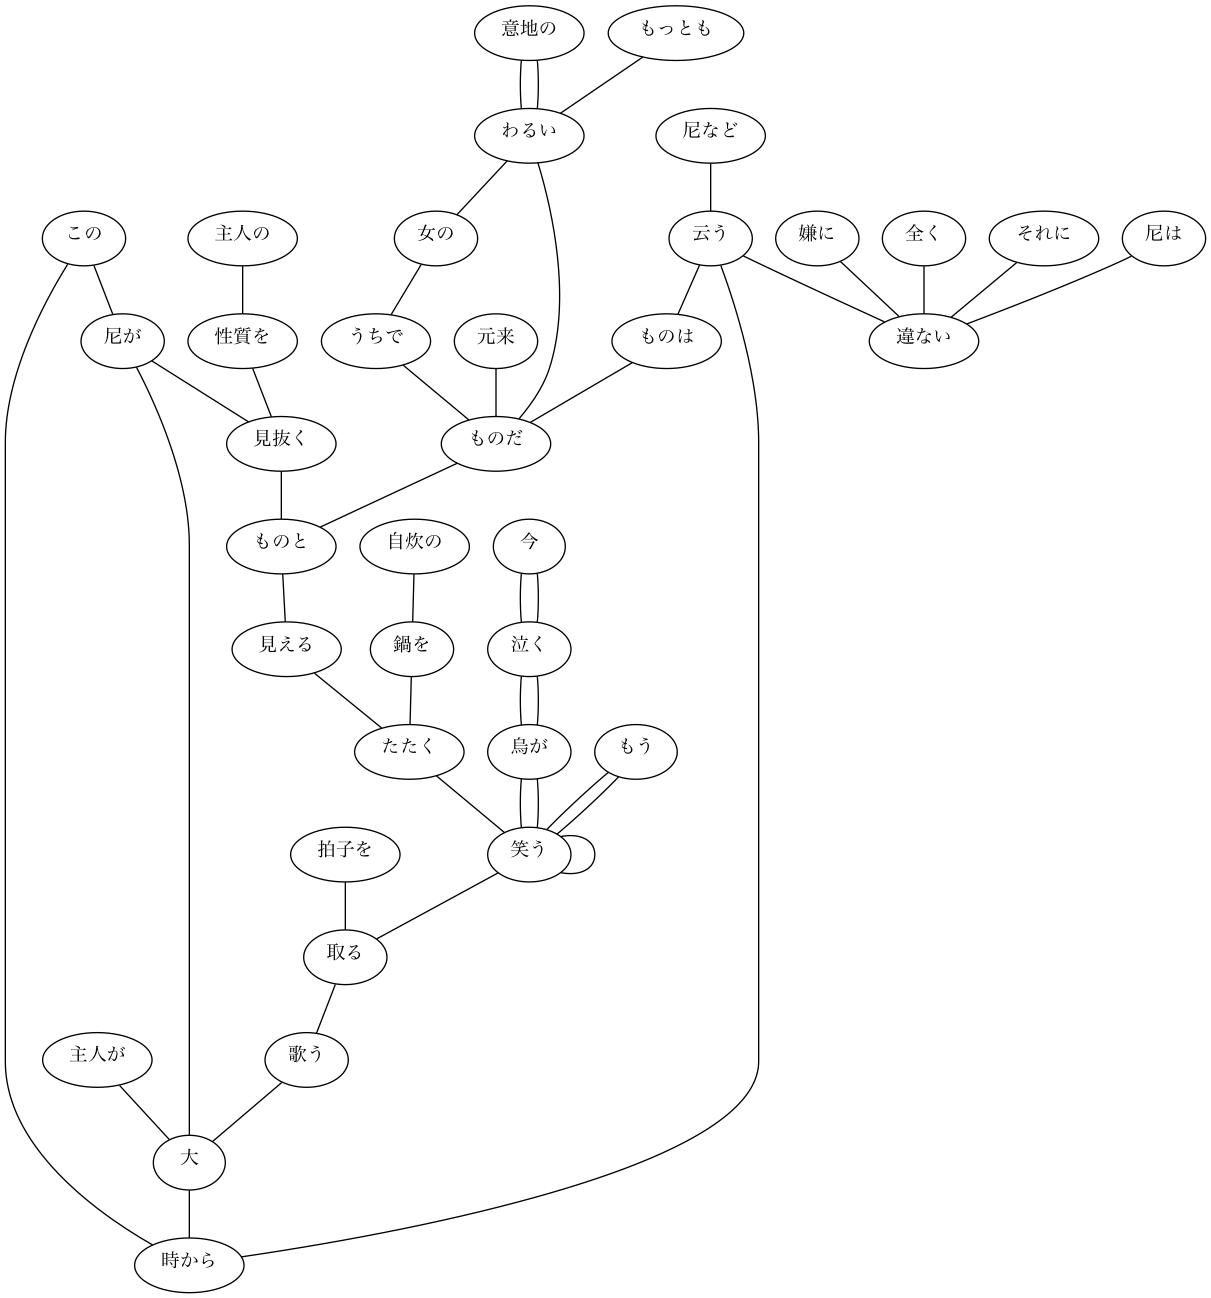 意地の
もっとも
わるい
尼など
この
主人の
女の
云う
嫌に
全く
それに
尼は
尼が
性質を
うちで
元来
ものは
違ない
見抜く
ものだ
ものと
自炊の
今
見える
鍋を
泣く
たたく
烏が
もう
拍子を
笑う
取る
主人が
歌う
大
時から